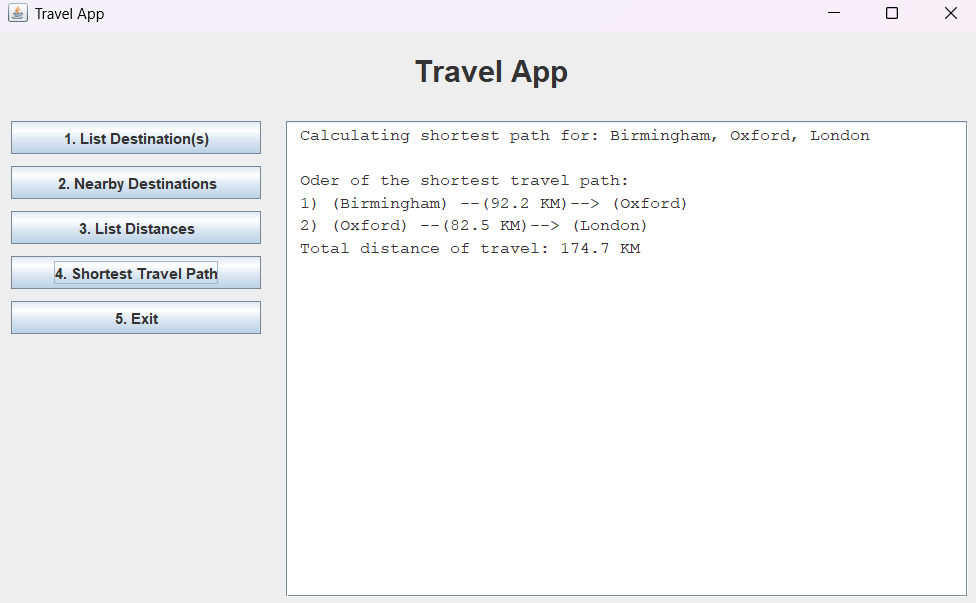 Travel App
Travel App
1. List Destination(s)
2. Nearby Destinations
3. List Distances
4. Shortest Travel Path
5. Exit
Calculating shortest path for: Birmingham, Oxford, London
Oder of the shortest travel path:
1) (Birmingham) --(92.2 KM)--> (Oxford)
2) (Oxford) --(82.5 KM)--> (London)
Total distance of travel: 174.7 KM